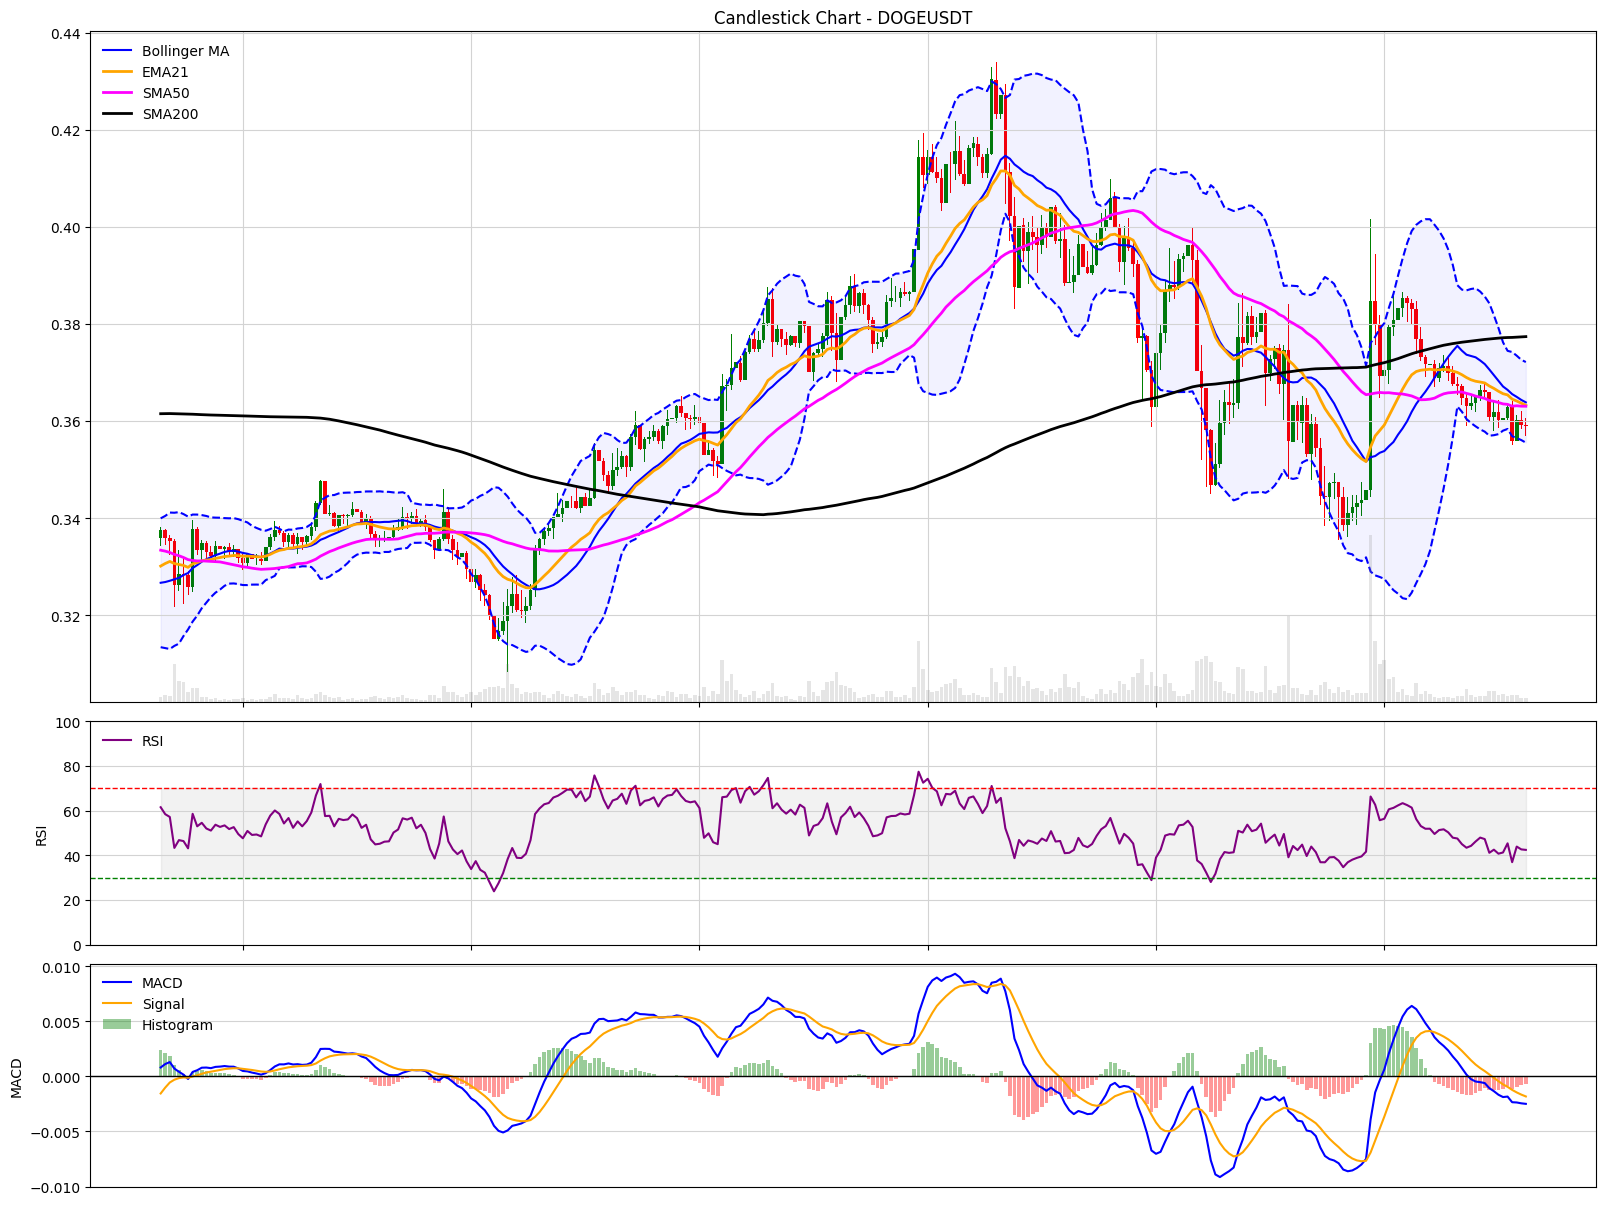 Candlestick Chart - DOGEUSDT
0.44
0.42
0.40
0.38
0.36
0.34
0.32
Bollinger MA
EMA21
SMA50
SMA200
100
80
60
40
20
0
RSI
RSI
0.010
0.005
0.000
−0.005
−0.010
MACD
MACD
Signal
Histogram